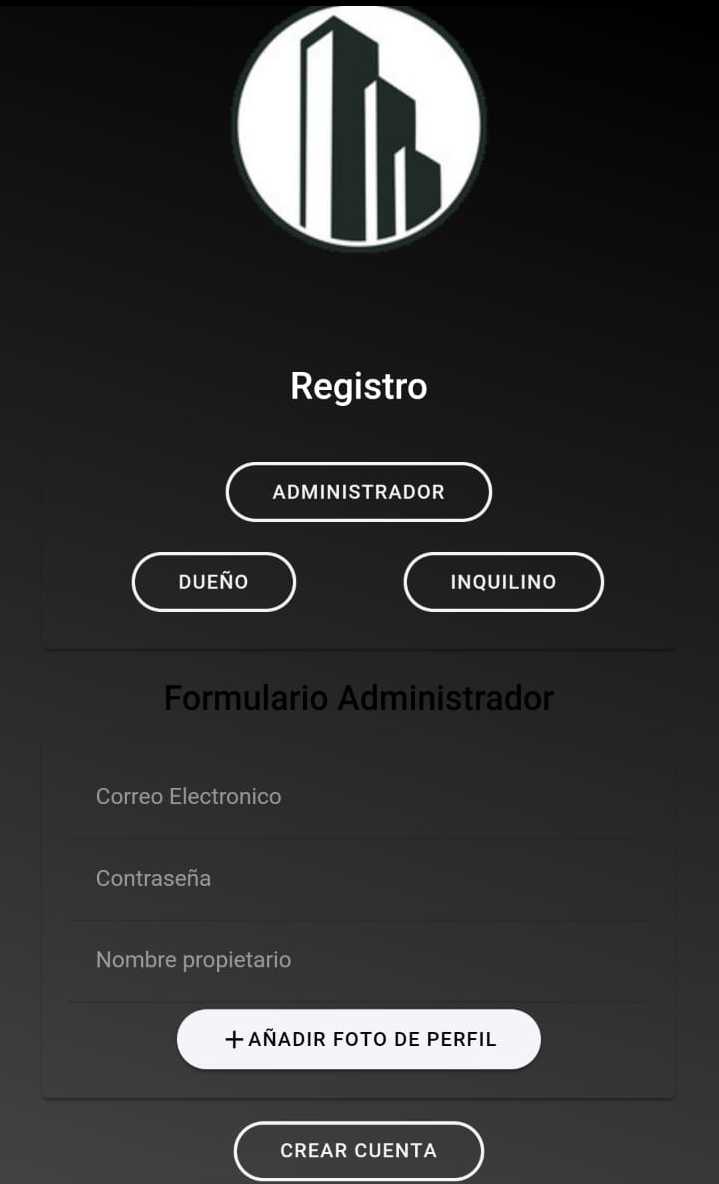 Registro
ADMINISTRADOR
DUEÑO INQUILINO
Formulario Administrador
Correo Electronico
Contraseña
Nombre propietario
+AÑADIR FOTO DE PERFIL
CREAR CUENTA